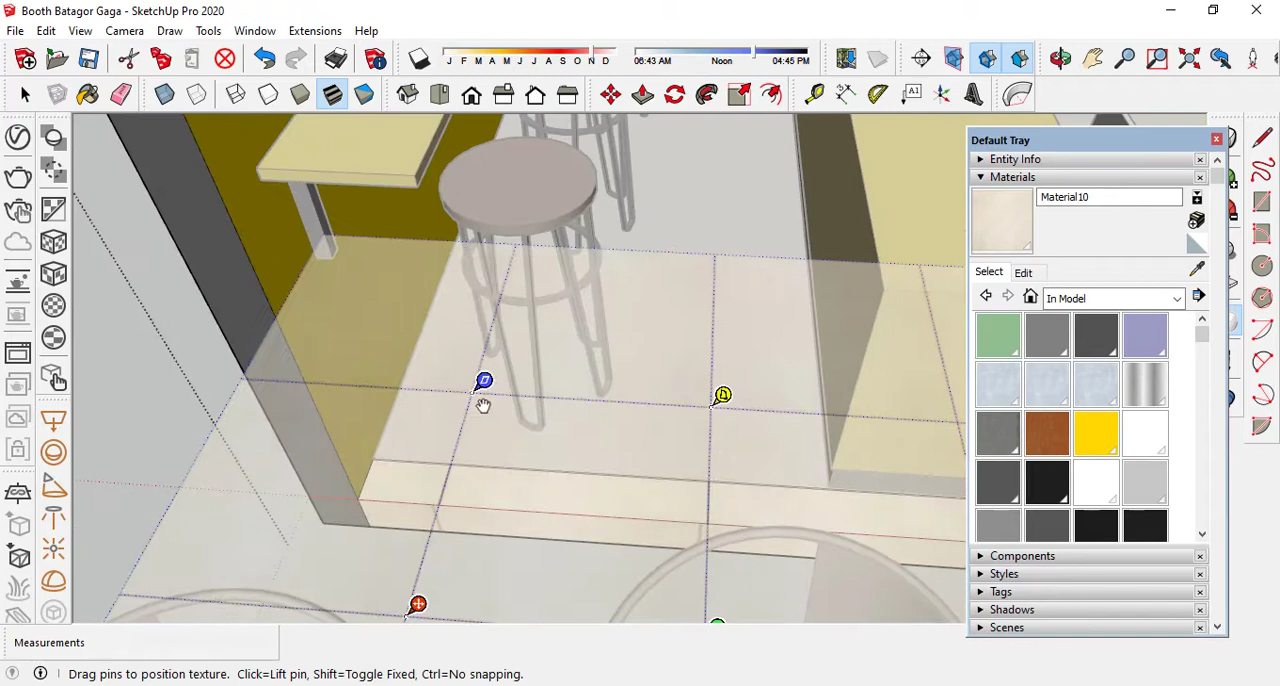 Booth Batagor Gaga - SketchUp Pro 2020
File Edit View Camera Draw Tools Window Extensions Help
J F M A M J J A S O N D
06:43 AM Noon 04:45 PM
A1
Default Tray
Entity Info
Materials
Material10
Select Edit
In Model
Components
Styles
Tags
Shadows
Scenes
Measurements
Drag pins to position texture. Click=Lift pin, Shift=Toggle Fixed, Ctrl=No snapping.